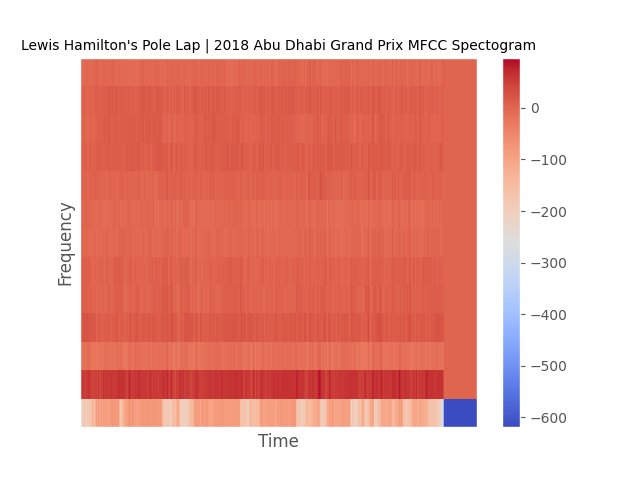 Lewis Hamilton's Pole Lap | 2018 Abu Dhabi Grand Prix MFCC Spectogram
Frequency
Time
0
−100
−200
−300
−400
−500
−600